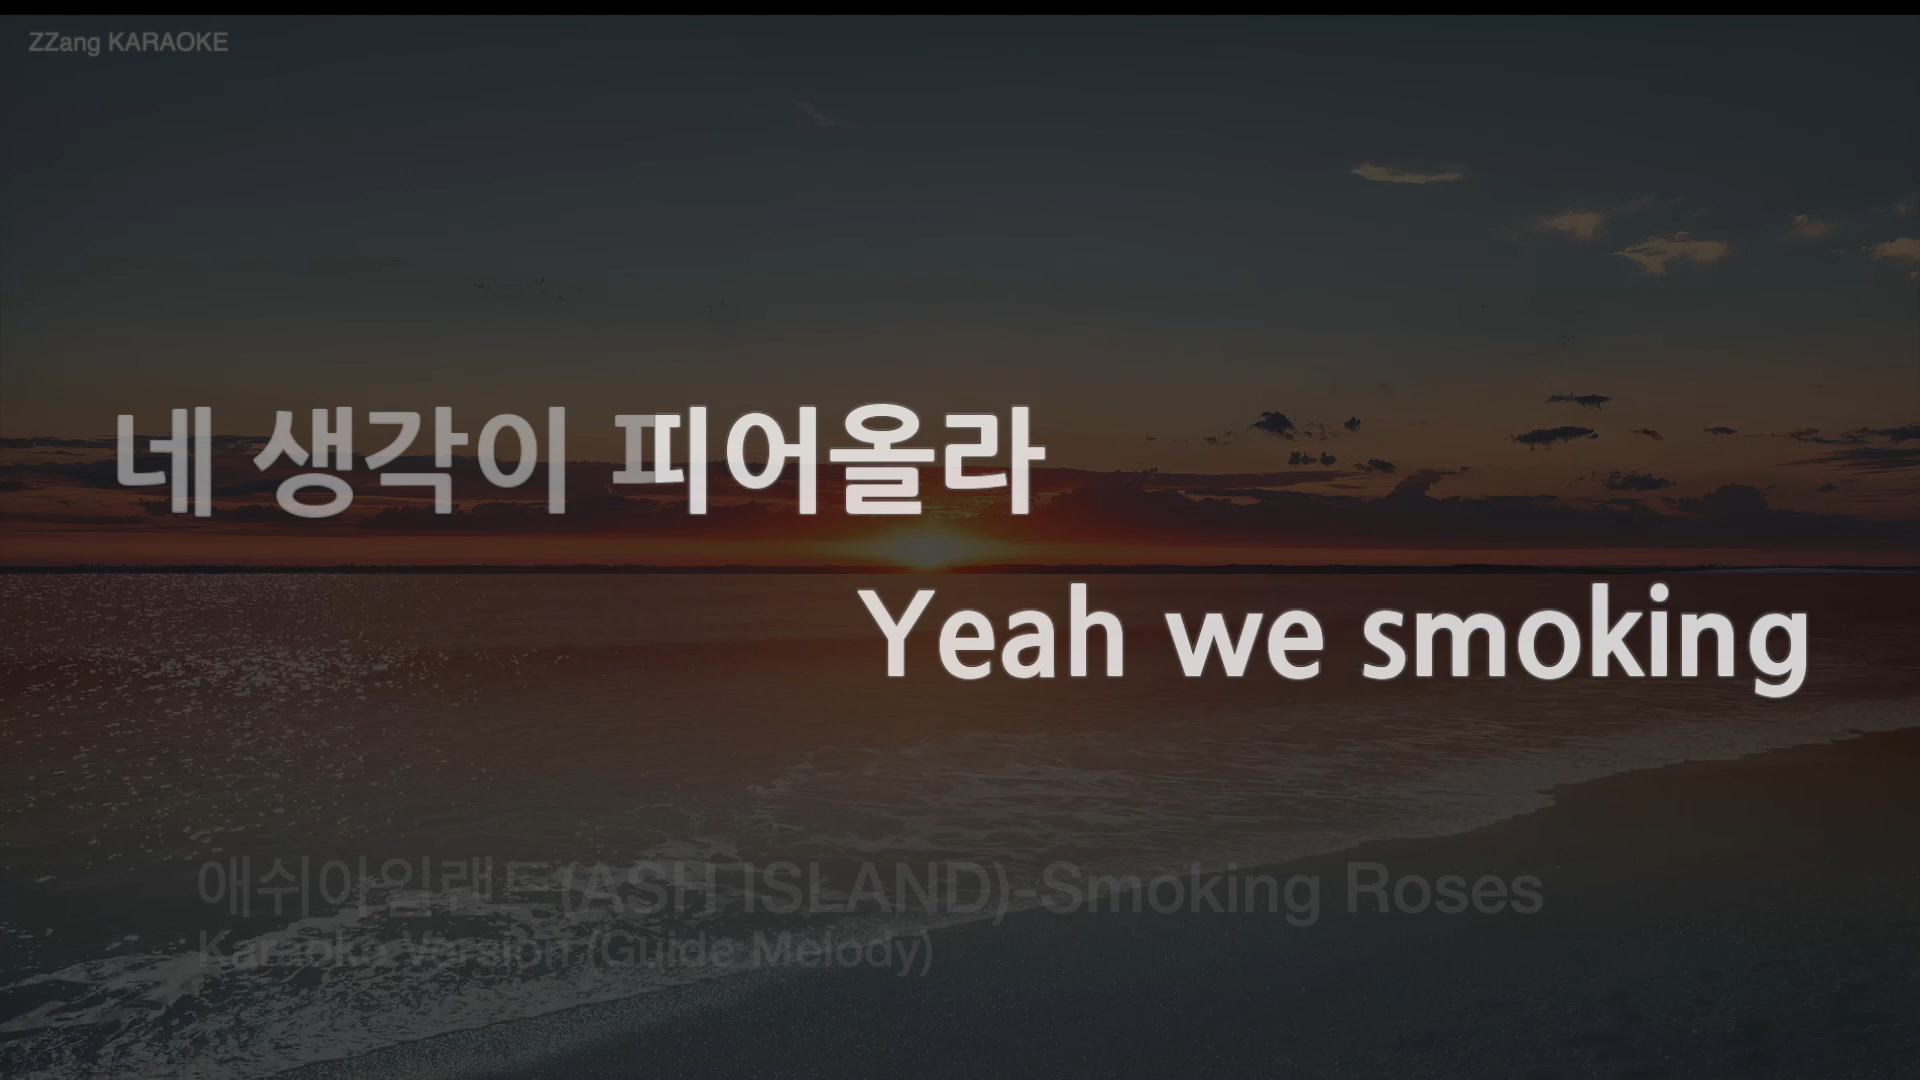 ZZang KARAOKE
네 생각이 피어올라
Yeah we smoking
애쉬아일랜드(ASH ISLAND)-Smoking Roses
Karaoke Version (Guide Melody)